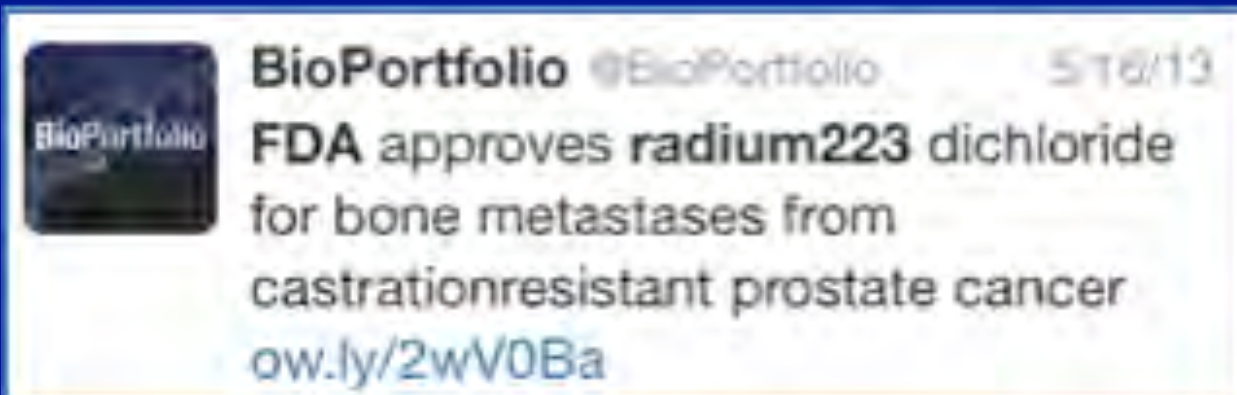 BioPortfolio @BioPortfolio 5/16/13
BioPortfolio
FDA approves radium223 dichloride
for bone metastases from
castrationresistant prostate cancer
ow.ly/2wV0Ba